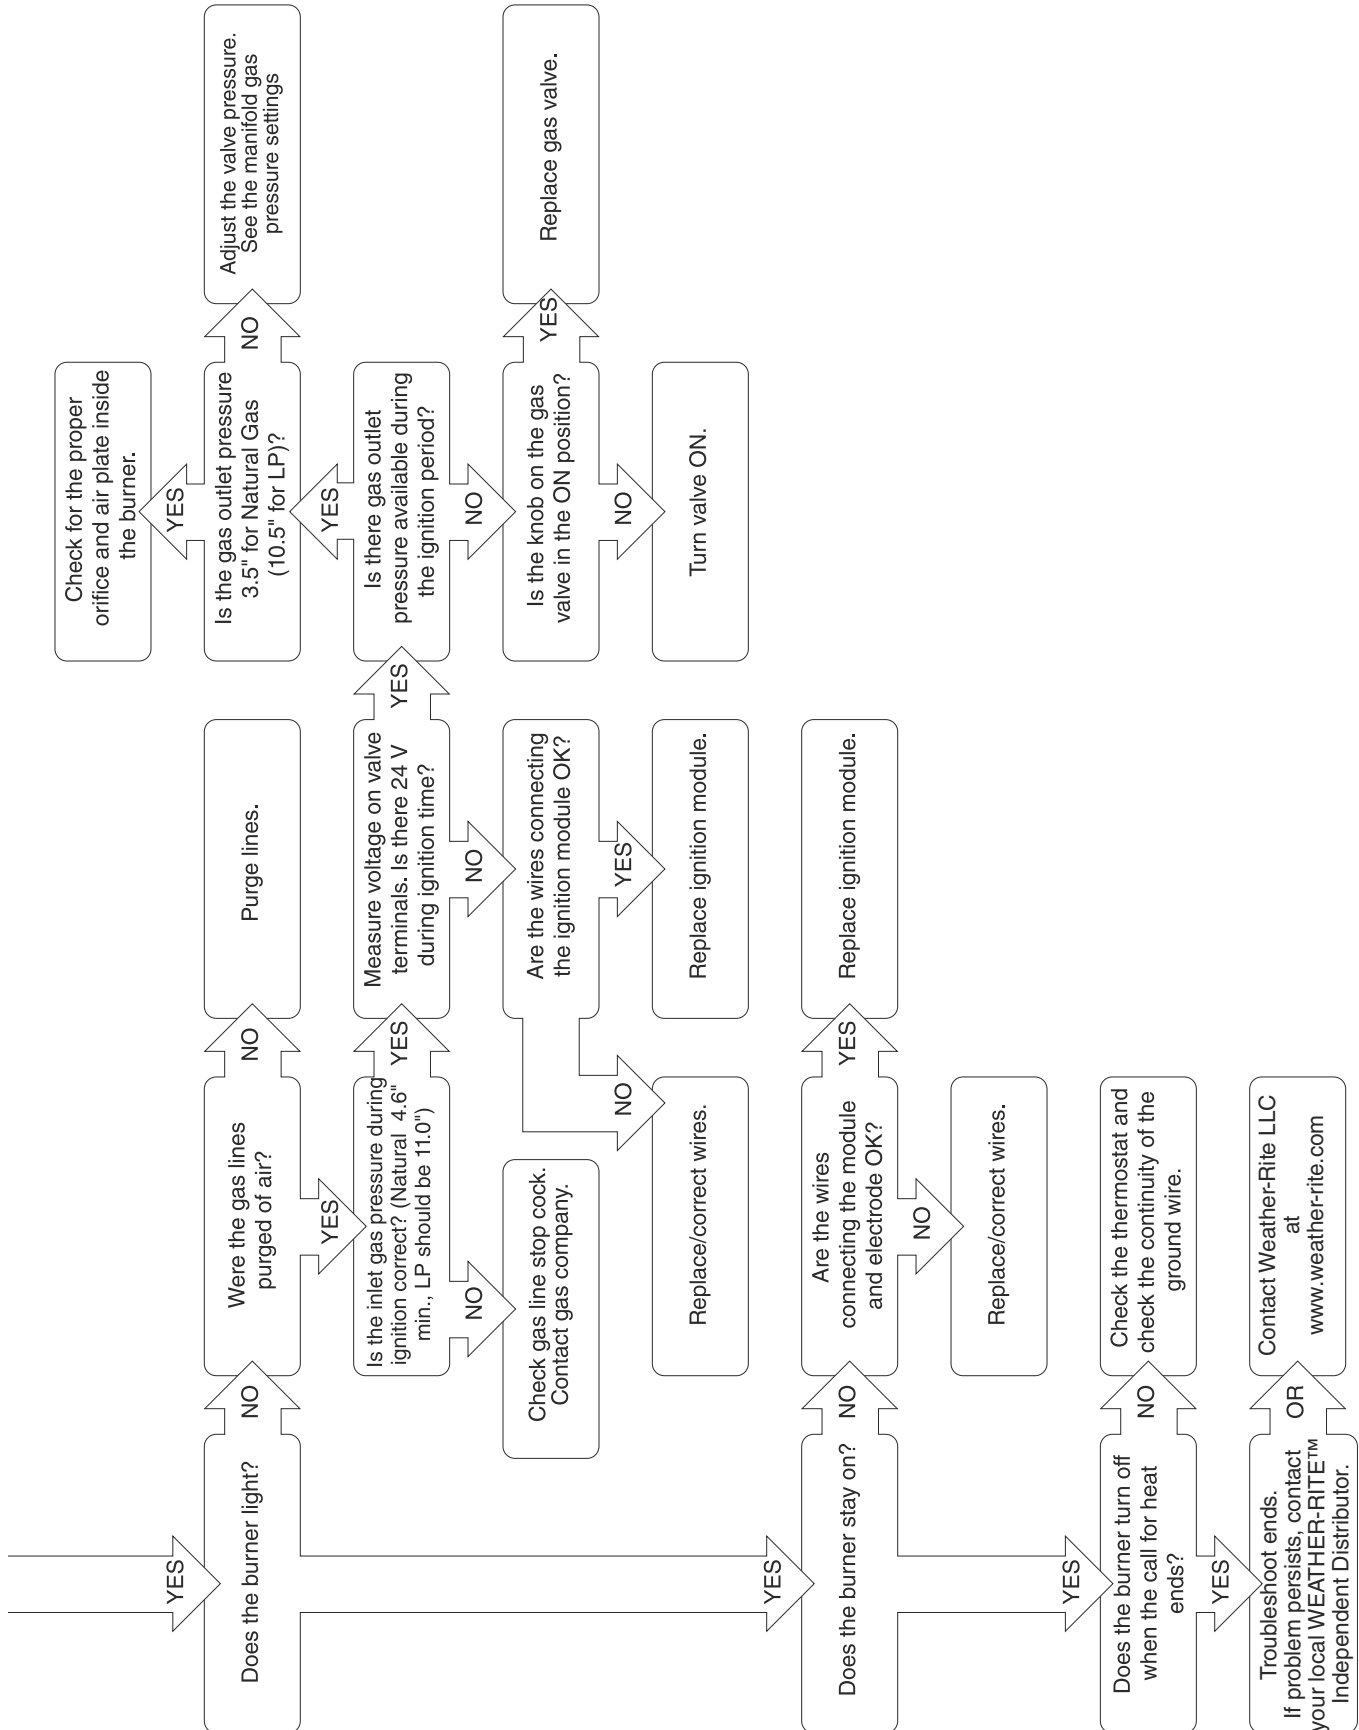 YES
Does the burner light?
NO
Were the gas lines
purged of air?
NO
Purge lines.
YES
Is the inlet gas pressure during
ignition correct? (Natural 4.6"
min., LP should be 11.0")
NO
Check gas line stop cock.
Contact gas company.
YES
Measure voltage on valve
terminals. Is there 24 V
during ignition time?
NO
Are the wires connecting
the ignition module OK?
NO
Replace/correct wires.
YES
Replace ignition module.
YES
Is there gas outlet
pressure available during
the ignition period?
YES
Is the gas outlet pressure
3.5" for Natural Gas
(10.5" for LP)?
YES
Check for the proper
orifice and air plate inside
the burner.
NO
Adjust the valve pressure.
See the manifold gas
pressure settings
NO
Is the knob on the gas
valve in the ON position?
YES
Replace gas valve.
NO
Turn valve ON.
YES
Does the burner stay on?
NO
Are the wires
connecting the module
and electrode OK?
YES
Replace ignition module.
NO
Replace/correct wires.
YES
Does the burner turn off
when the call for heat
ends?
NO
Check the thermostat and
check the continuity of the
ground wire.
YES
Troubleshoot ends.
If problem persists, contact
your local WEATHER-RITE™
Independent Distributor.
OR
Contact Weather-Rite LLC
at
www.weather-rite.com